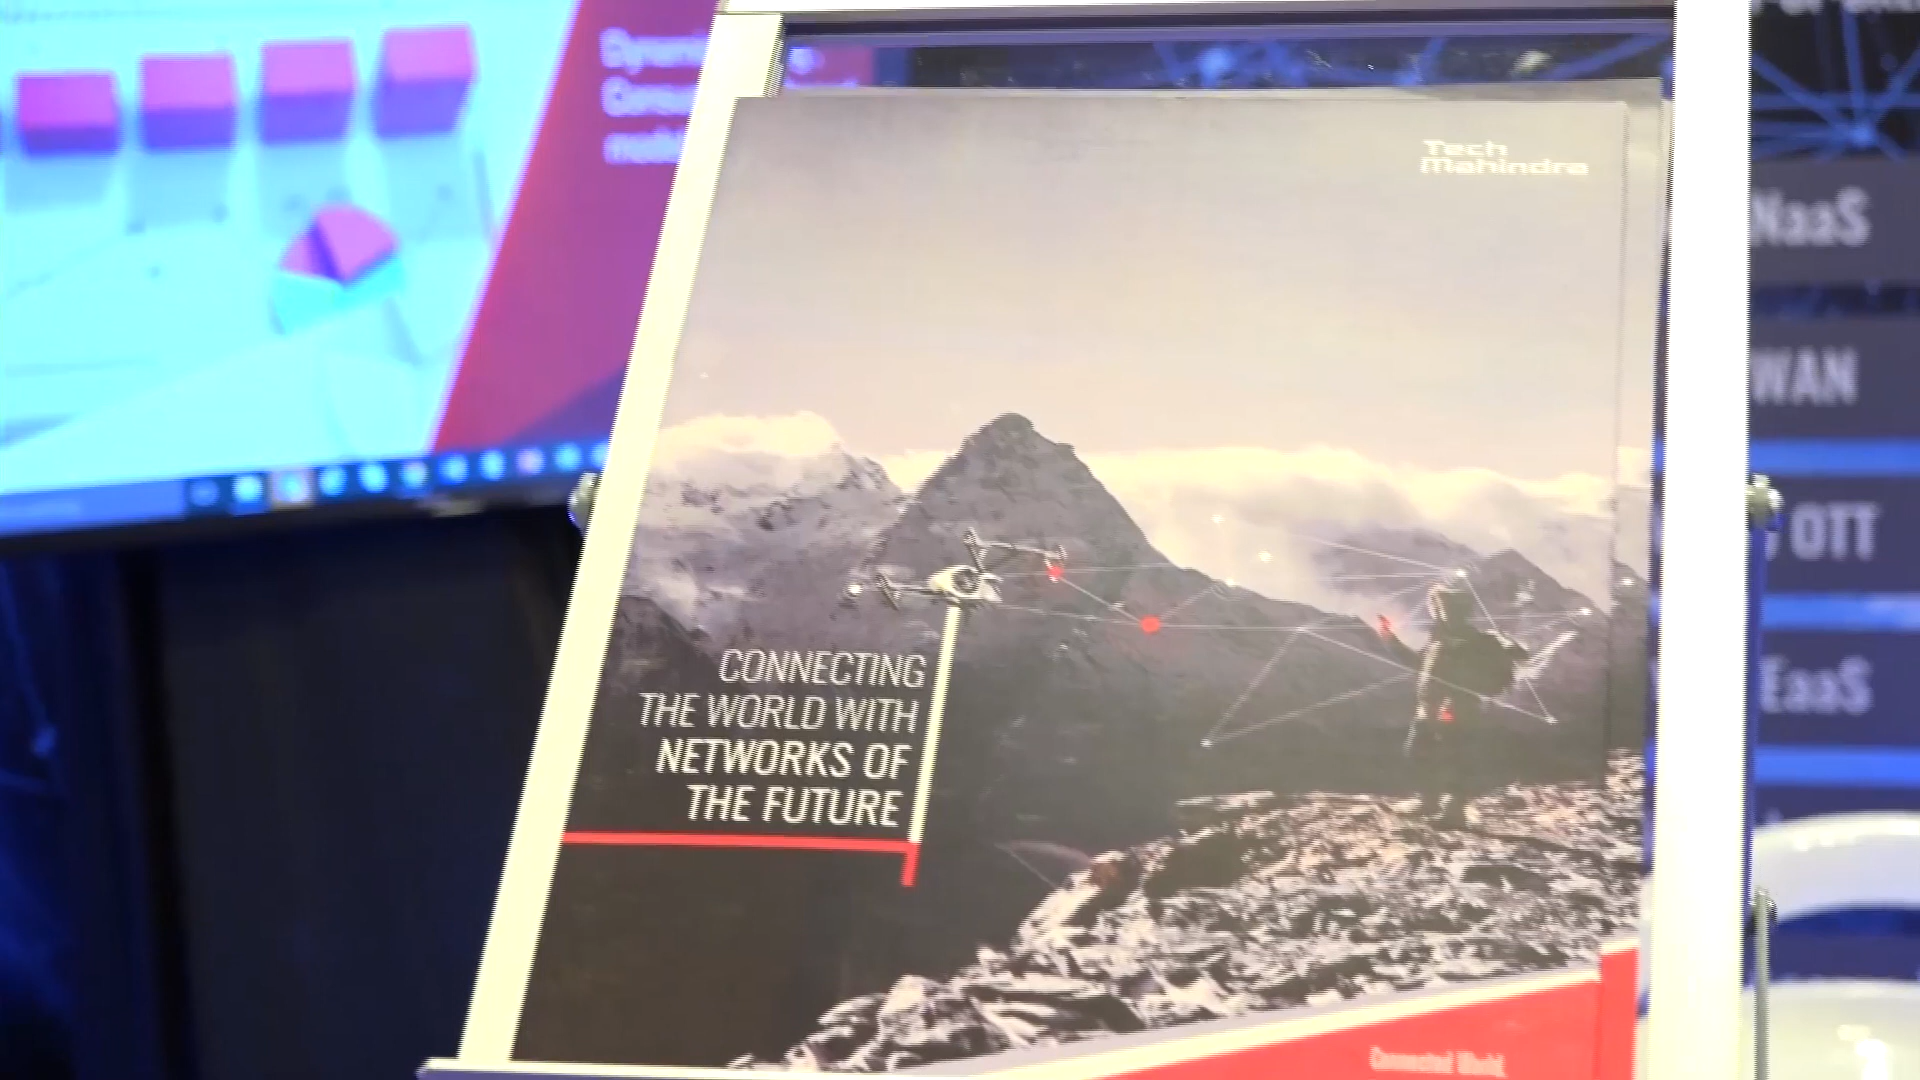 Tech
Mahindra
CONNECTING
THE WORLD WITH
NETWORKS OF
THE FUTURE
Connected World.
NaaS
WAN
OTT
EaaS